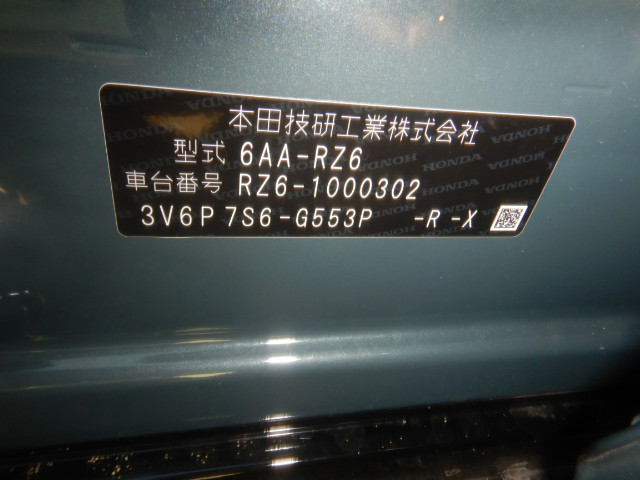 本田技研工業株式会社
型式 6AA-RZ6
車台番号 RZ6-1000302
3V6P 7S6-G553P -R -X